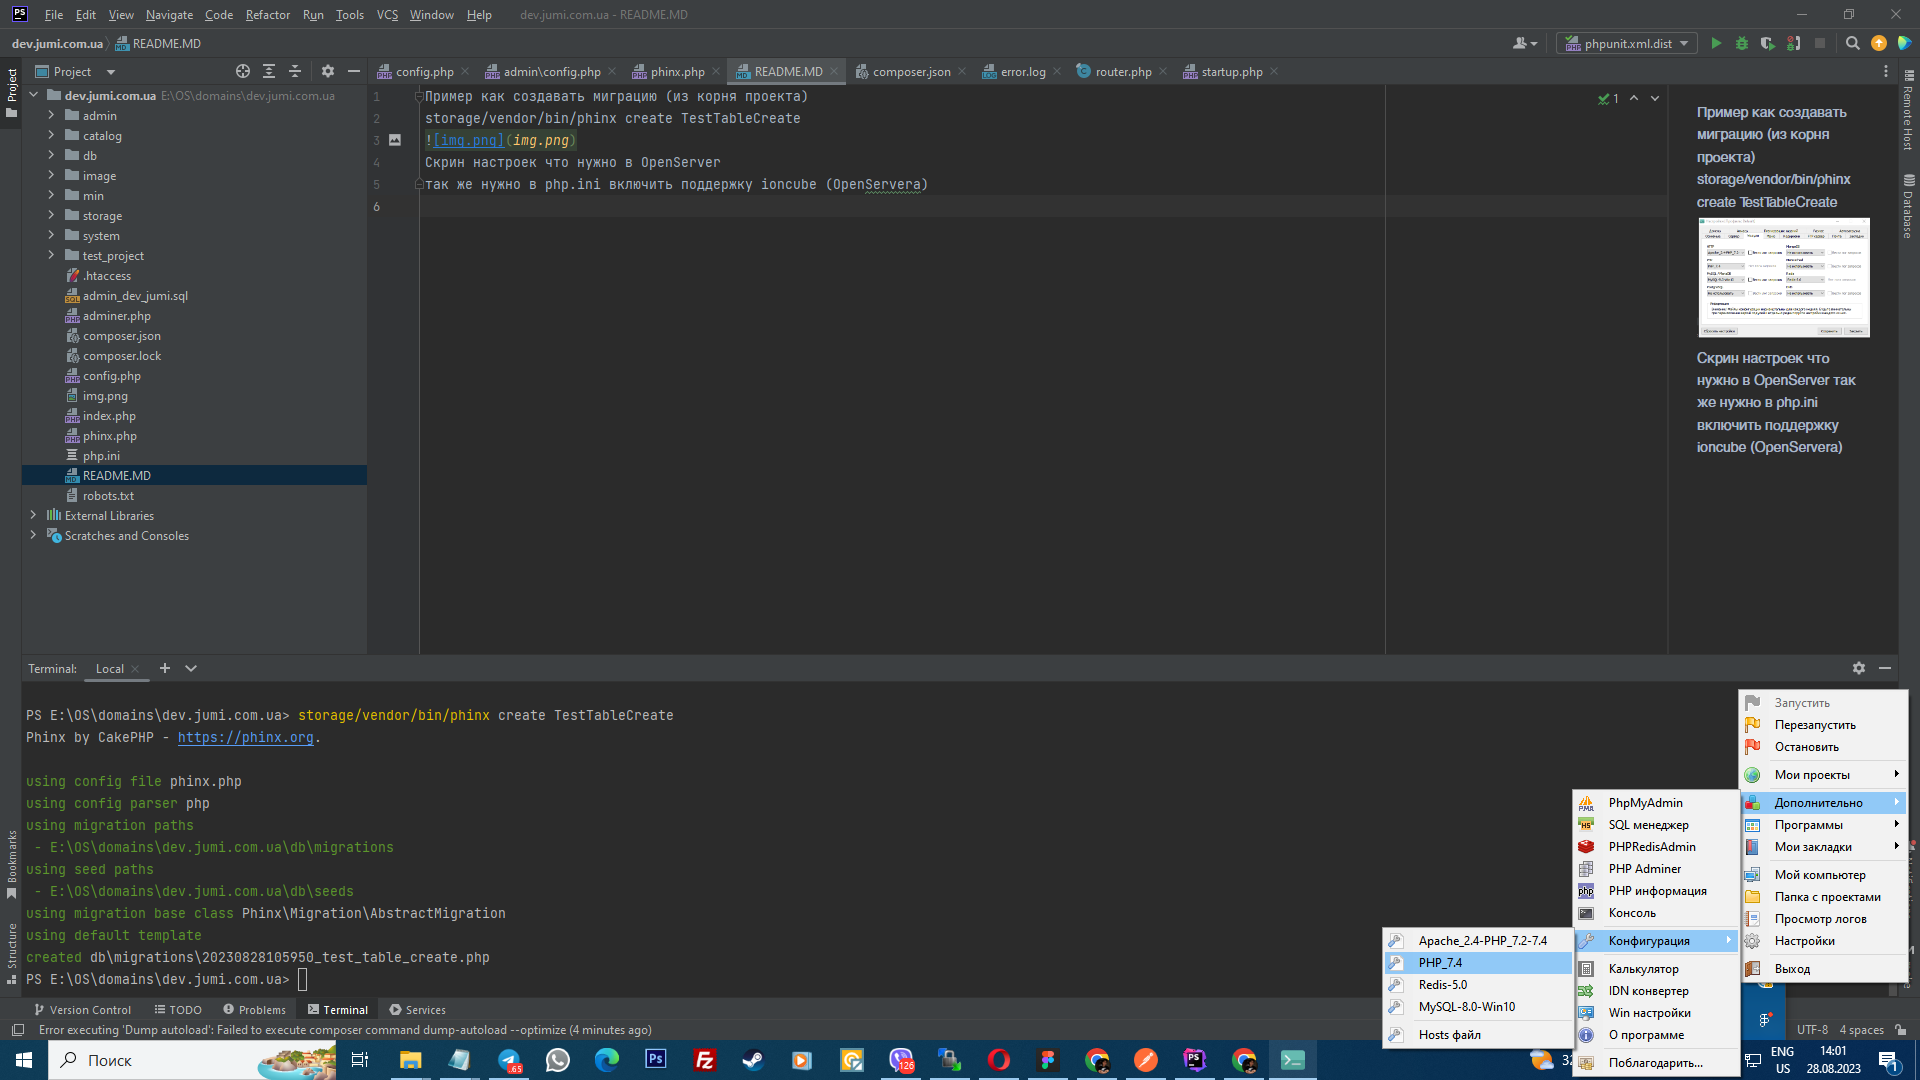 File Edit View Navigate Code Refactor Run Tools VCS Window Help dev.jumi.com.ua - README.MD
dev.jumi.com.ua README.MD
phpunit.xml.dist
Project
config.php admin\config.php phinx.php README.MD composer.json error.log router.php startup.php
dev.jumi.com.ua E:\OS\domains\dev.jumi.com.ua
admin
catalog
db
image
min
storage
system
test_project
.htaccess
admin_dev_jumi.sql
adminer.php
composer.json
composer.lock
config.php
img.png
index.php
phinx.php
php.ini
README.MD
robots.txt
External Libraries
Scratches and Consoles
Project
Bookmarks
Structure
1 Пример как создавать миграцию (из корня проекта)
2 storage/vendor/bin/phinx create TestTableCreate
3 ![img.png](img.png)
4 Скрин настроек что нужно в OpenServer
5 так же нужно в php.ini включить поддержку ioncube (OpenServera)
6
1
Пример как создавать
миграцию (из корня
проекта)
storage/vendor/bin/phinx
create TestTableCreate
Скрин настроек что
нужно в OpenServer так
же нужно в php.ini
включить поддержку
ioncube (OpenServera)
Remote Host
Database
Terminal: Local
PS E:\OS\domains\dev.jumi.com.ua> storage/vendor/bin/phinx create TestTableCreate
Phinx by CakePHP - https://phinx.org.
using config file phinx.php
using config parser php
using migration paths
- E:\OS\domains\dev.jumi.com.ua\db\migrations
using seed paths
- E:\OS\domains\dev.jumi.com.ua\db\seeds
using migration base class Phinx\Migration\AbstractMigration
using default template
created db\migrations\20230828105950_test_table_create.php
PS E:\OS\domains\dev.jumi.com.ua>
Запустить
Перезапустить
Остановить
Мои проекты
Дополнительно
Программы
Мои закладки
Мой компьютер
Папка с проектами
Просмотр логов
Настройки
Выход
PhpMyAdmin
SQL менеджер
PHPRedisAdmin
PHP Adminer
PHP информация
Консоль
Конфигурация
Калькулятор
IDN конвертер
Win настройки
О программе
Поблагодарить...
Apache_2.4-PHP_7.2-7.4
PHP_7.4
Redis-5.0
MySQL-8.0-Win10
Hosts файл
Version Control TODO Problems Terminal Services
Error executing 'Dump autoload': Failed to execute composer command dump-autoload --optimize (4 minutes ago)
UTF-8 4 spaces
Поиск
.65
126
ENG
US
14:01
28.08.2023
1